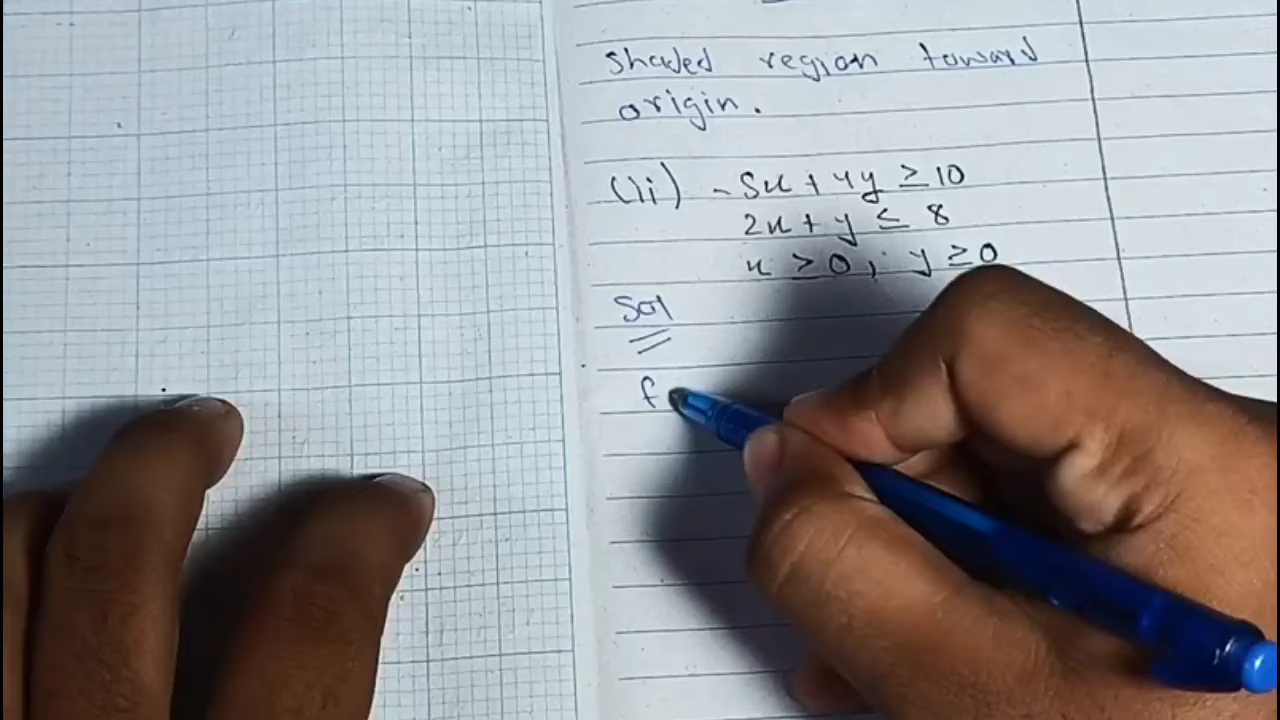 shaded region toward
origin.
(ii) -5x + 4y ≥ 10
2x + y ≤ 8
x ≥ 0, y ≥ 0
Sol
f